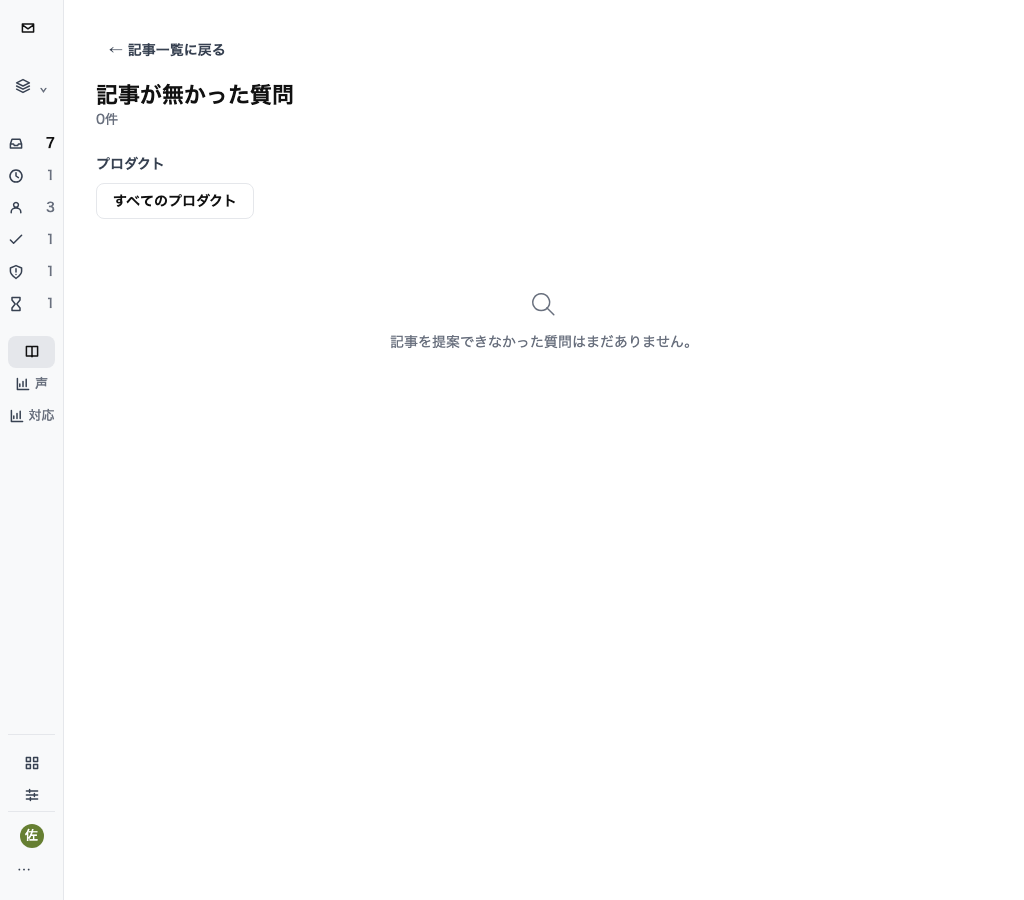 ← 記事一覧に戻る
記事が無かった質問
0件
プロダクト
すべてのプロダクト
記事を提案できなかった質問はまだありません。
7
1
3
1
1
1
声
対応
佐
…